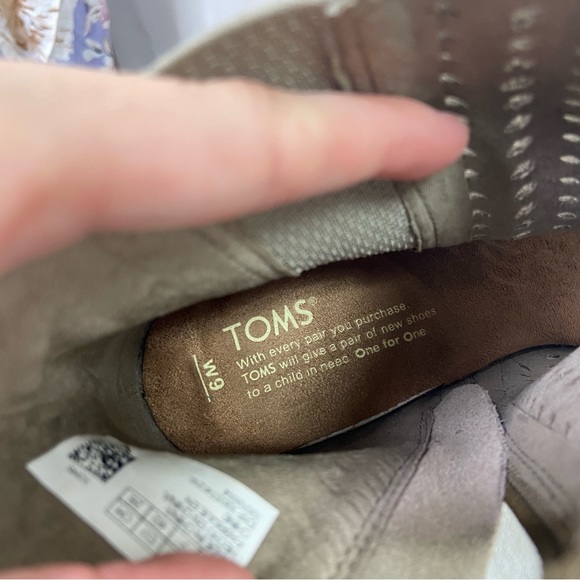 TOMS®
With every pair you purchase,
TOMS will give a pair of new shoes
to a child in need. One for One
W9